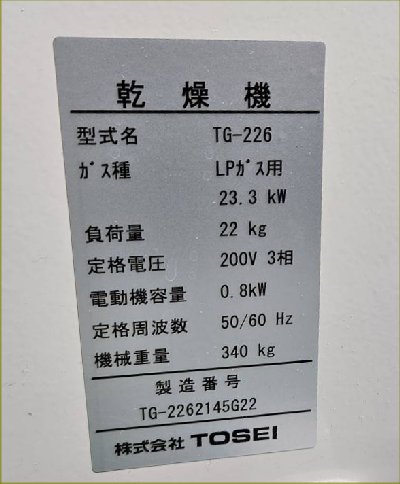 乾燥機
型式名 TG-226
ｶﾞｽ種 LPｶﾞｽ用
23.3 kW
負荷量 22 kg
定格電圧 200V 3相
電動機容量 0.8kW
定格周波数 50/60 Hz
機械重量 340 kg
製造番号
TG-2262145G22
株式会社 TOSEI